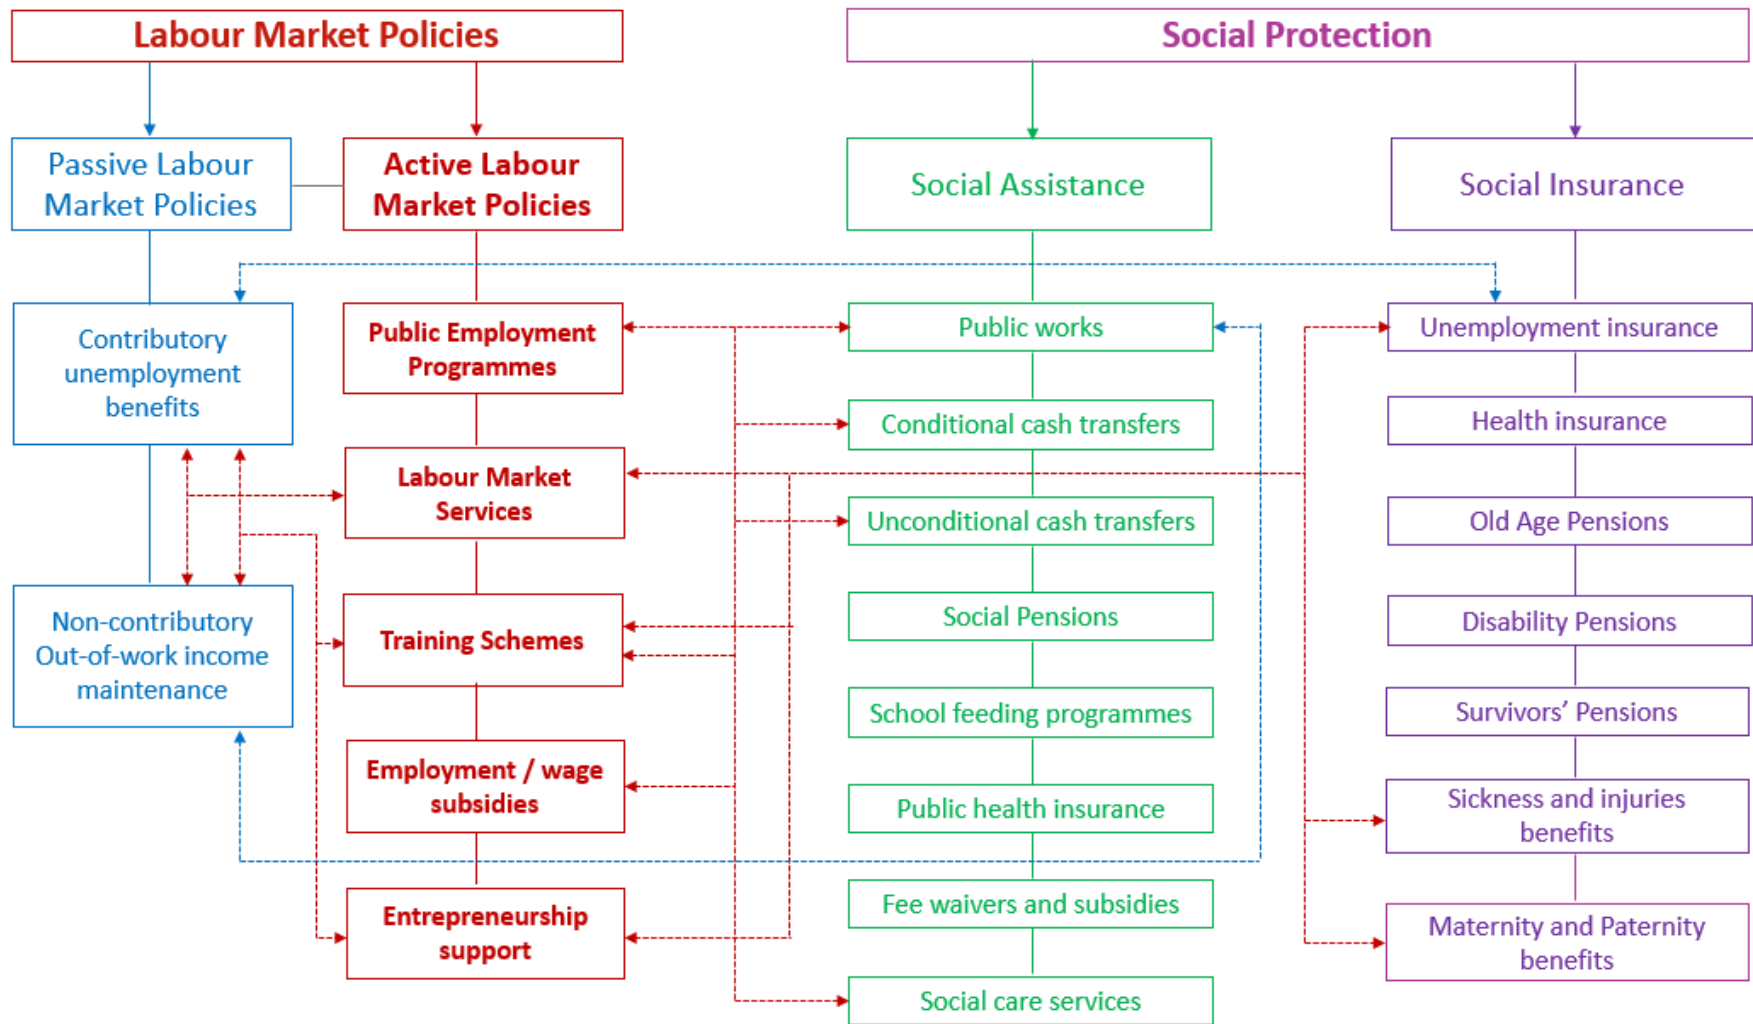 Labour Market Policies
Social Protection
Passive Labour
Market Policies
Active Labour
Market Policies
Social Assistance
Social Insurance
Contributory
unemployment
benefits
Non-contributory
Out-of-work income
maintenance
Public Employment
Programmes
Labour Market
Services
Training Schemes
Employment / wage
subsidies
Entrepreneurship
support
Public works
Conditional cash transfers
Unconditional cash transfers
Social Pensions
School feeding programmes
Public health insurance
Fee waivers and subsidies
Social care services
Unemployment insurance
Health insurance
Old Age Pensions
Disability Pensions
Survivors’ Pensions
Sickness and injuries
benefits
Maternity and Paternity
benefits